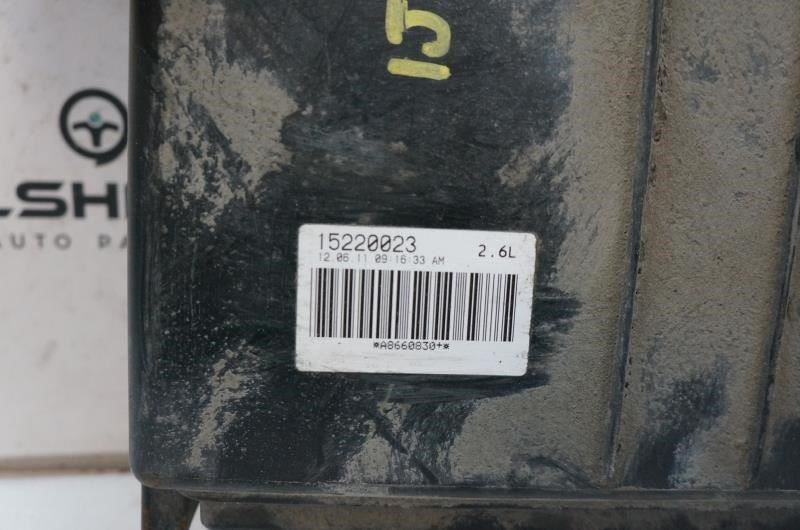 15
LSH
AUTO PA
15220023 2.6L
12.06.11 09:16:33 AM
*A8660830+*